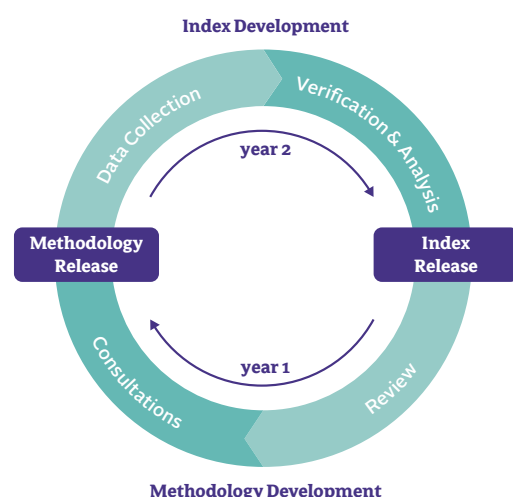 Index Development
Data Collection
Verification & Analysis
year 2
Methodology
Release
Index
Release
year 1
Consultations
Review
Methodology Development